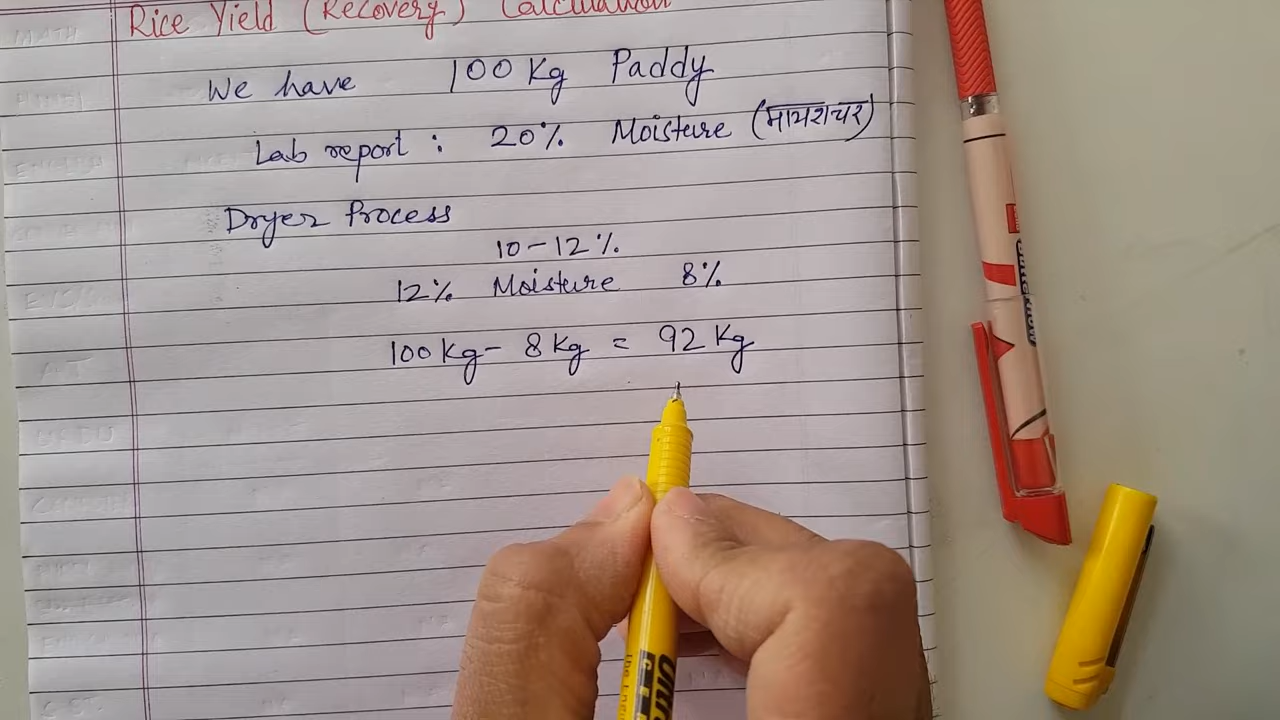 Rice Yield (Recovery) Calculation
We have 100 Kg Paddy
Lab report : 20% Moisture (मायशचर)
Dryer Process
10-12%
12% Moisture 8%
100 Kg - 8 Kg = 92 Kg